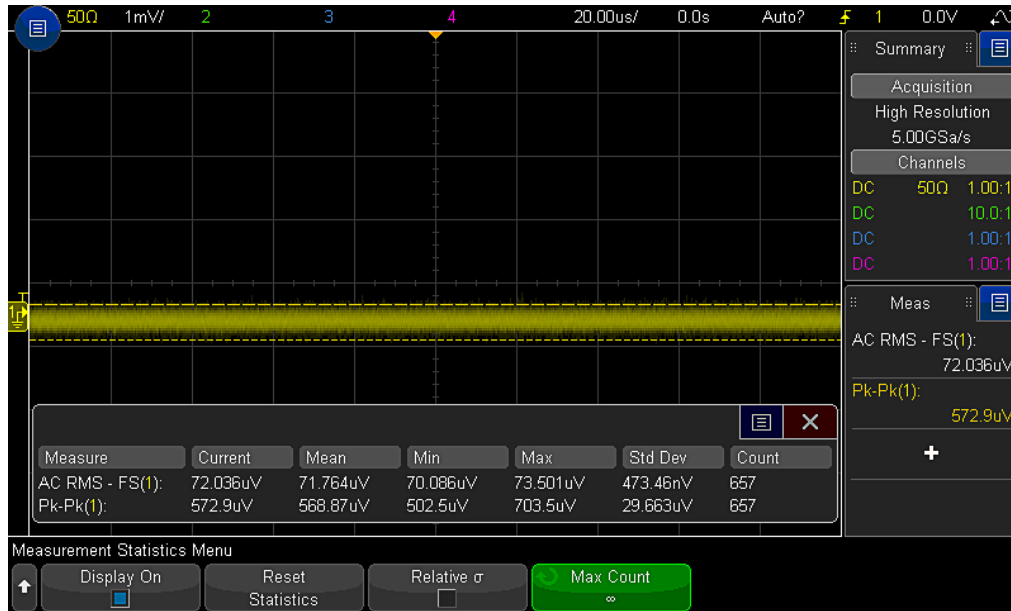 50Ω 1mV/ 2 3 4 20.00us/ 0.0s Auto? 1 0.0V
Summary
Acquisition
High Resolution
5.00GSa/s
Channels
DC 50Ω 1.00:1
DC 10.0:1
DC 1.00:1
DC 1.00:1
T
1
Meas
AC RMS - FS(1):
72.036uV
Pk-Pk(1):
572.9uV
+
Measure Current Mean Min Max Std Dev Count
AC RMS - FS(1): 72.036uV 71.764uV 70.086uV 73.501uV 473.46nV 657
Pk-Pk(1): 572.9uV 568.87uV 502.5uV 703.5uV 29.663uV 657
Measurement Statistics Menu
Display On
Reset
Statistics
Relative σ
Max Count
∞